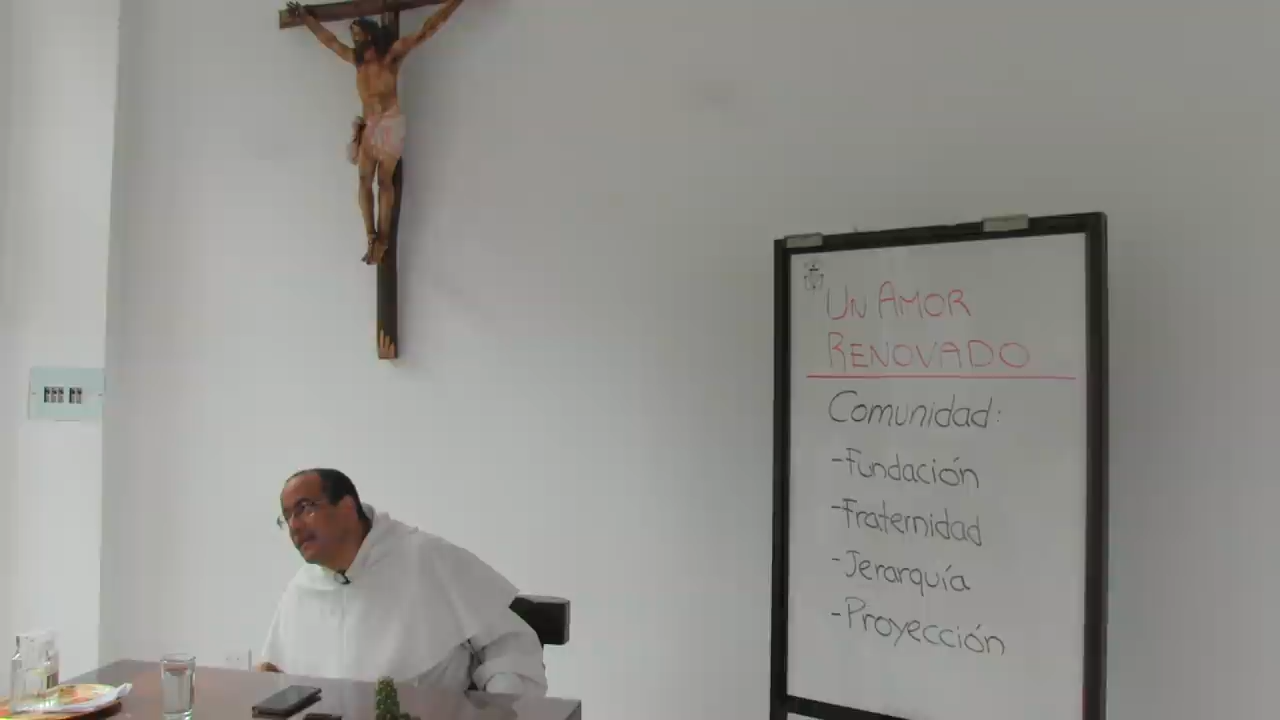 UN AMOR
RENOVADO
Comunidad:
-Fundación
-Fraternidad
-Jerarquía
-Proyección